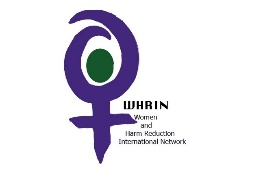 WHRIN
Women
and
Harm Reduction
International Network